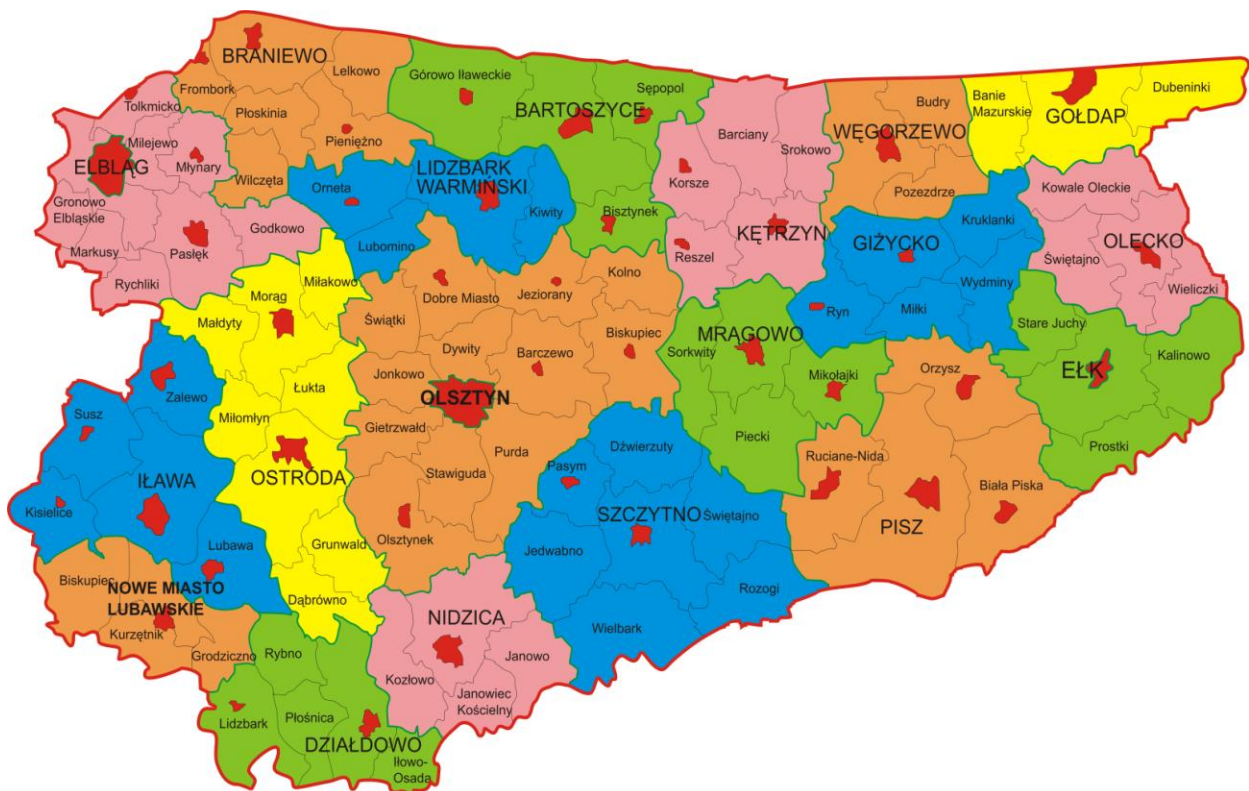 BRANIEWO
Lelkowo
Frombork
Płoskinia
Pieniężno
Wilczęta
Tolkmicko
Milejewo
ELBLĄG
Młynary
Gronowo
Elbląskie
Markusy
Pasłęk
Godkowo
Rychliki
Górowo Iławeckie
Sępopol
BARTOSZYCE
Bisztynek
LIDZBARK
WARMIŃSKI
Orneta
Kiwity
Lubomino
Barciany
Srokowo
Korsze
KĘTRZYN
Reszel
Budry
WĘGORZEWO
Pozezdrze
Banie
Mazurskie
GOŁDAP
Dubeninki
Kowale Oleckie
OLECKO
Świętajno
Wieliczki
Kruklanki
GIŻYCKO
Wydminy
Ryn
Miłki
Stare Juchy
Kalinowo
EŁK
Prostki
Miłakowo
Morąg
Małdyty
Łukta
Miłomłyn
OSTRÓDA
Grunwald
Dąbrówno
Dobre Miasto
Jeziorany
Kolno
Świątki
Dywity
Barczewo
Biskupiec
Jonkowo
OLSZTYN
Gietrzwałd
Purda
Stawiguda
Olsztynek
MRĄGOWO
Sorkwity
Mikołajki
Piecki
Orzysz
Ruciane-Nida
Biała Piska
PISZ
Zalewo
Susz
IŁAWA
Kisielice
Lubawa
Biskupiec
NOWE MIASTO
LUBAWSKIE
Kurzętnik
Grodziczno
Dźwierzuty
Pasym
SZCZYTNO
Świętajno
Jedwabno
Rozogi
Wielbark
NIDZICA
Janowo
Kozłowo
Janowiec
Kościelny
Rybno
Lidzbark
Płośnica
DZIAŁDOWO
Iłowo-
Osada